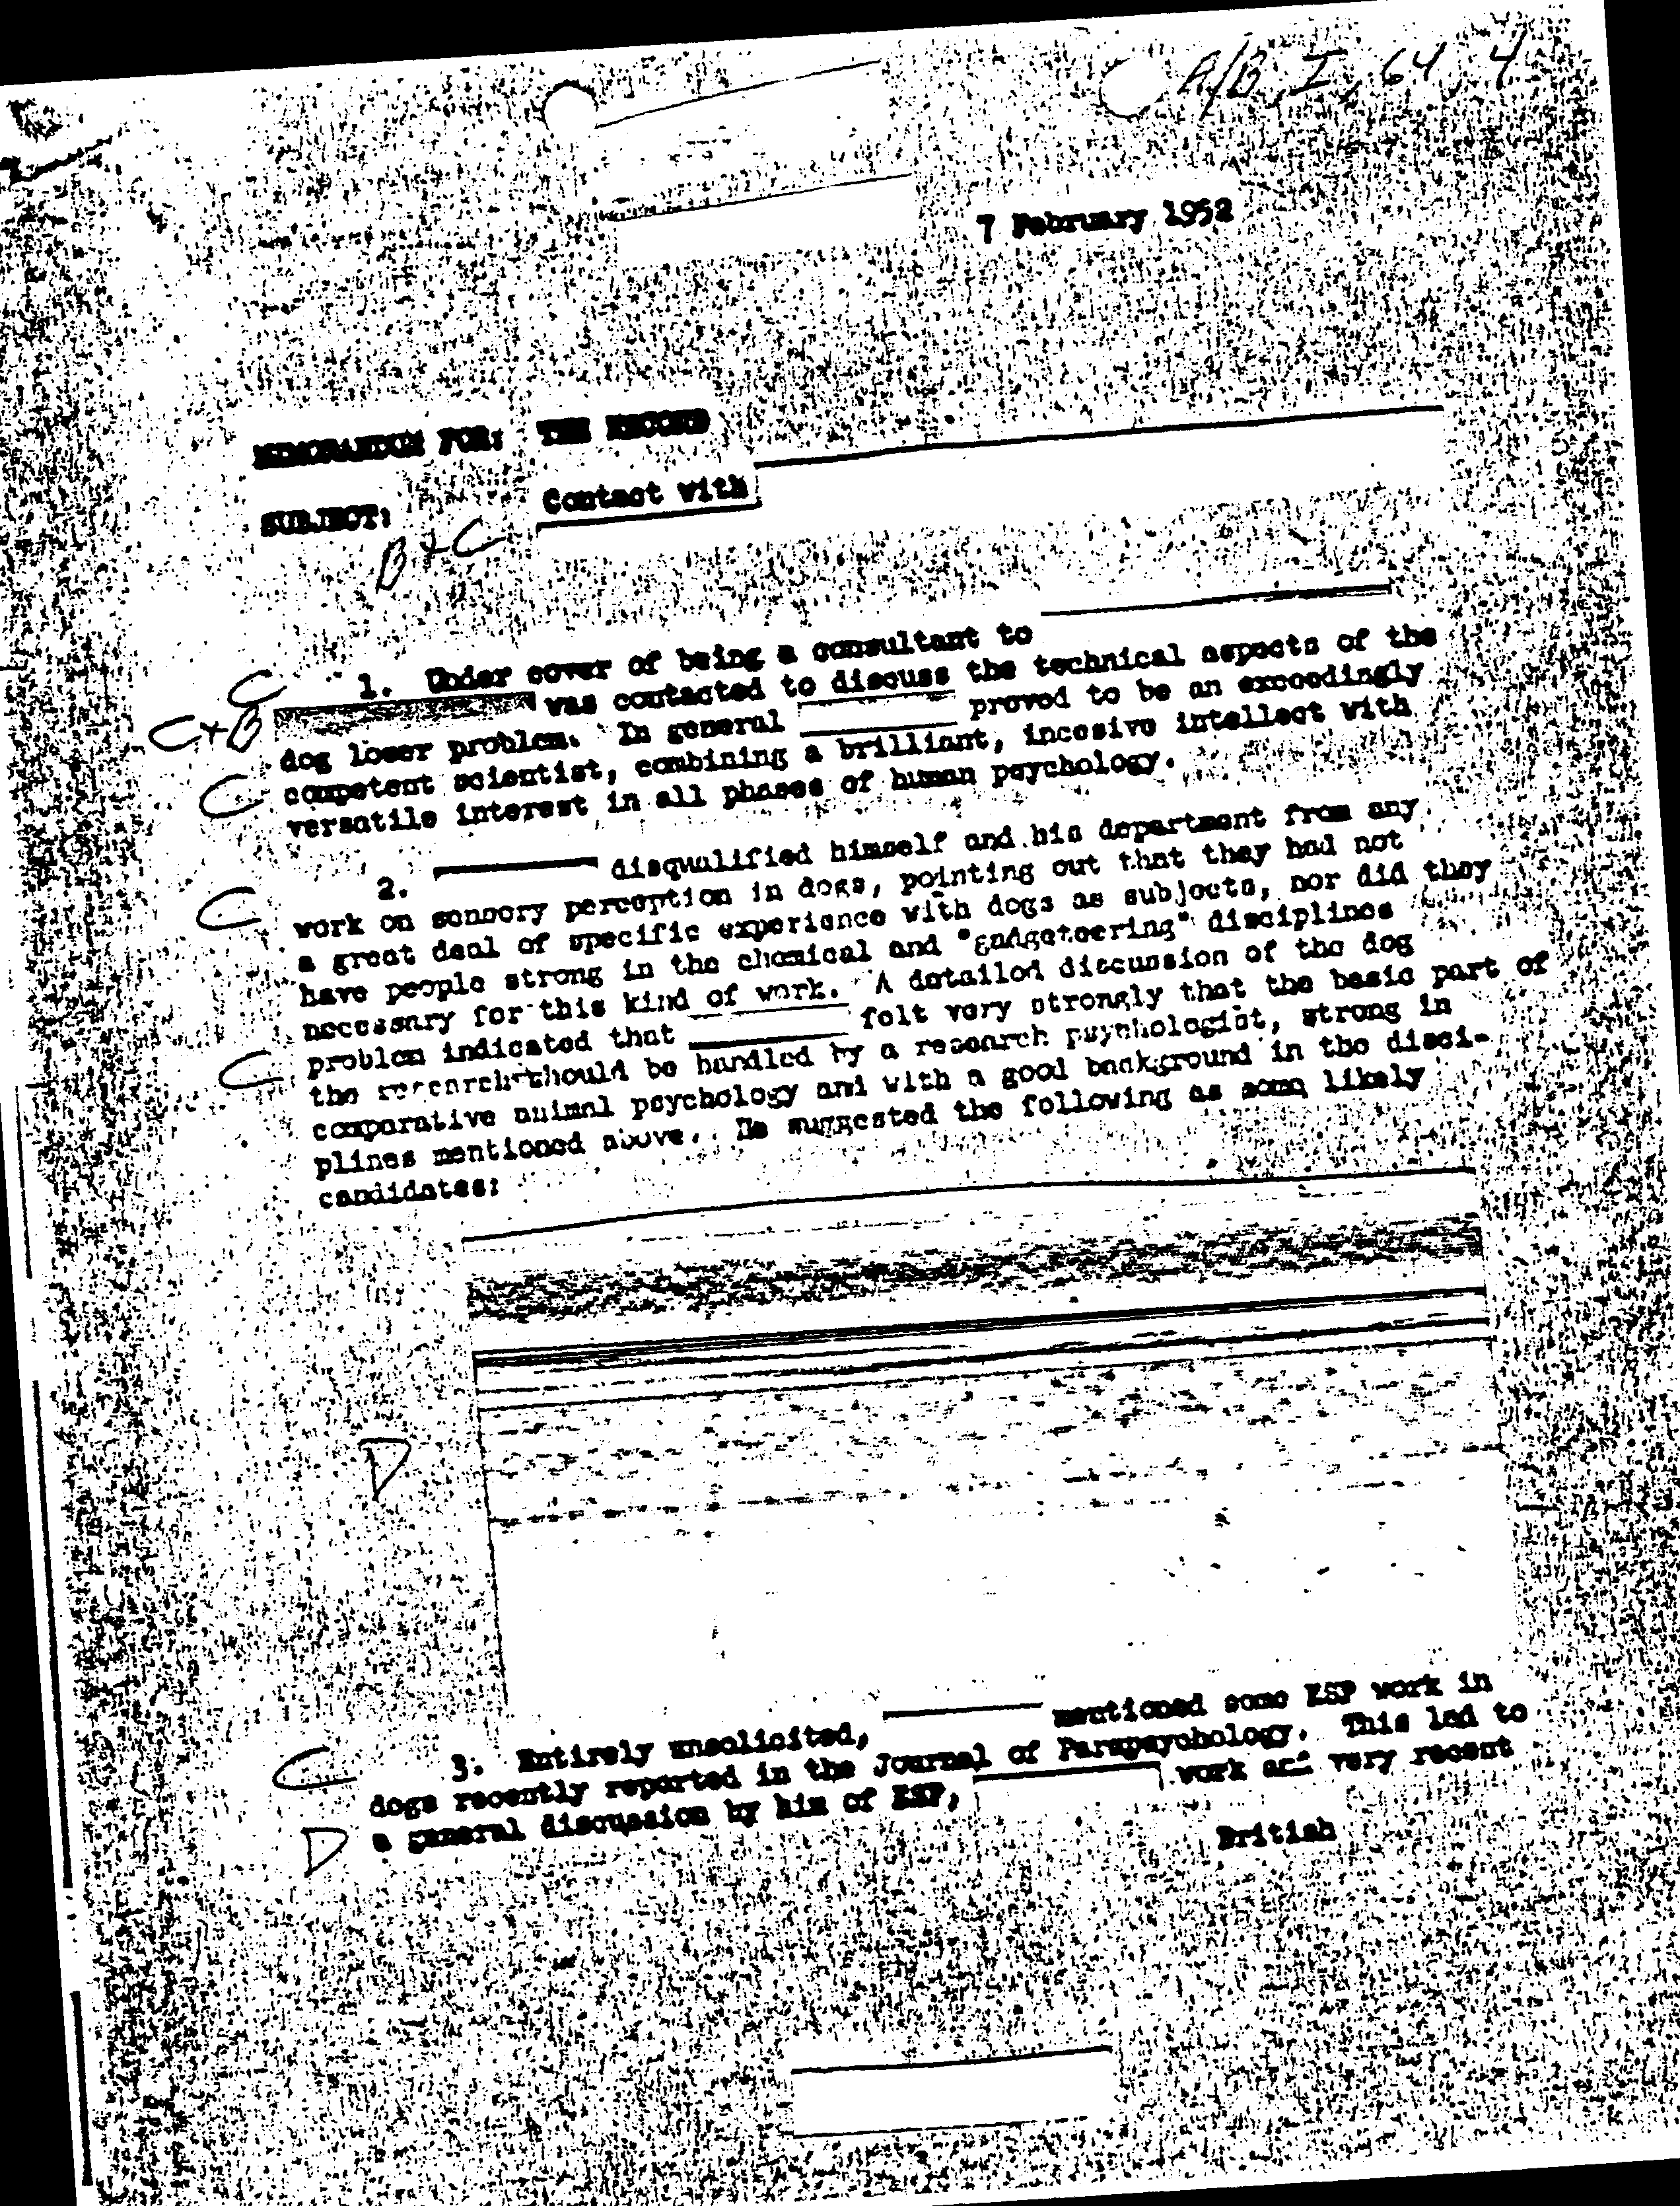 A/B, I, 64, 4
7 February 1952
MEMORANDUM FOR: THE RECORD
SUBJECT: Contact with
B + C
C
1. Under cover of being a consultant to
C+B
was contacted to discuss the technical aspects of the
dog loser problem. In general proved to be an exceedingly
C
competent scientist, combining a brilliant, incesive intellect with
versatile interest in all phases of human psychology.
2. disqualified himself and his department from any
C
work on sensory perception in dogs, pointing out that they had not
a great deal of specific experience with dogs as subjects, nor did they
have people strong in the chemical and "gadgeteering" disciplines
necessary for this kind of work. A detailed discussion of the dog
problem indicated that felt very strongly that the basic part of
C
the research should be handled by a research psychologist, strong in
comparative animal psychology and with a good background in the disci-
plines mentioned above. He suggested the following as some likely
candidates:
D
3. Entirely unsolicited, mentioned some ESP work in
C
dogs recently reported in the Journal of Parapsychology. This led to
a general discussion by him of ESP, work and very recent
D
British